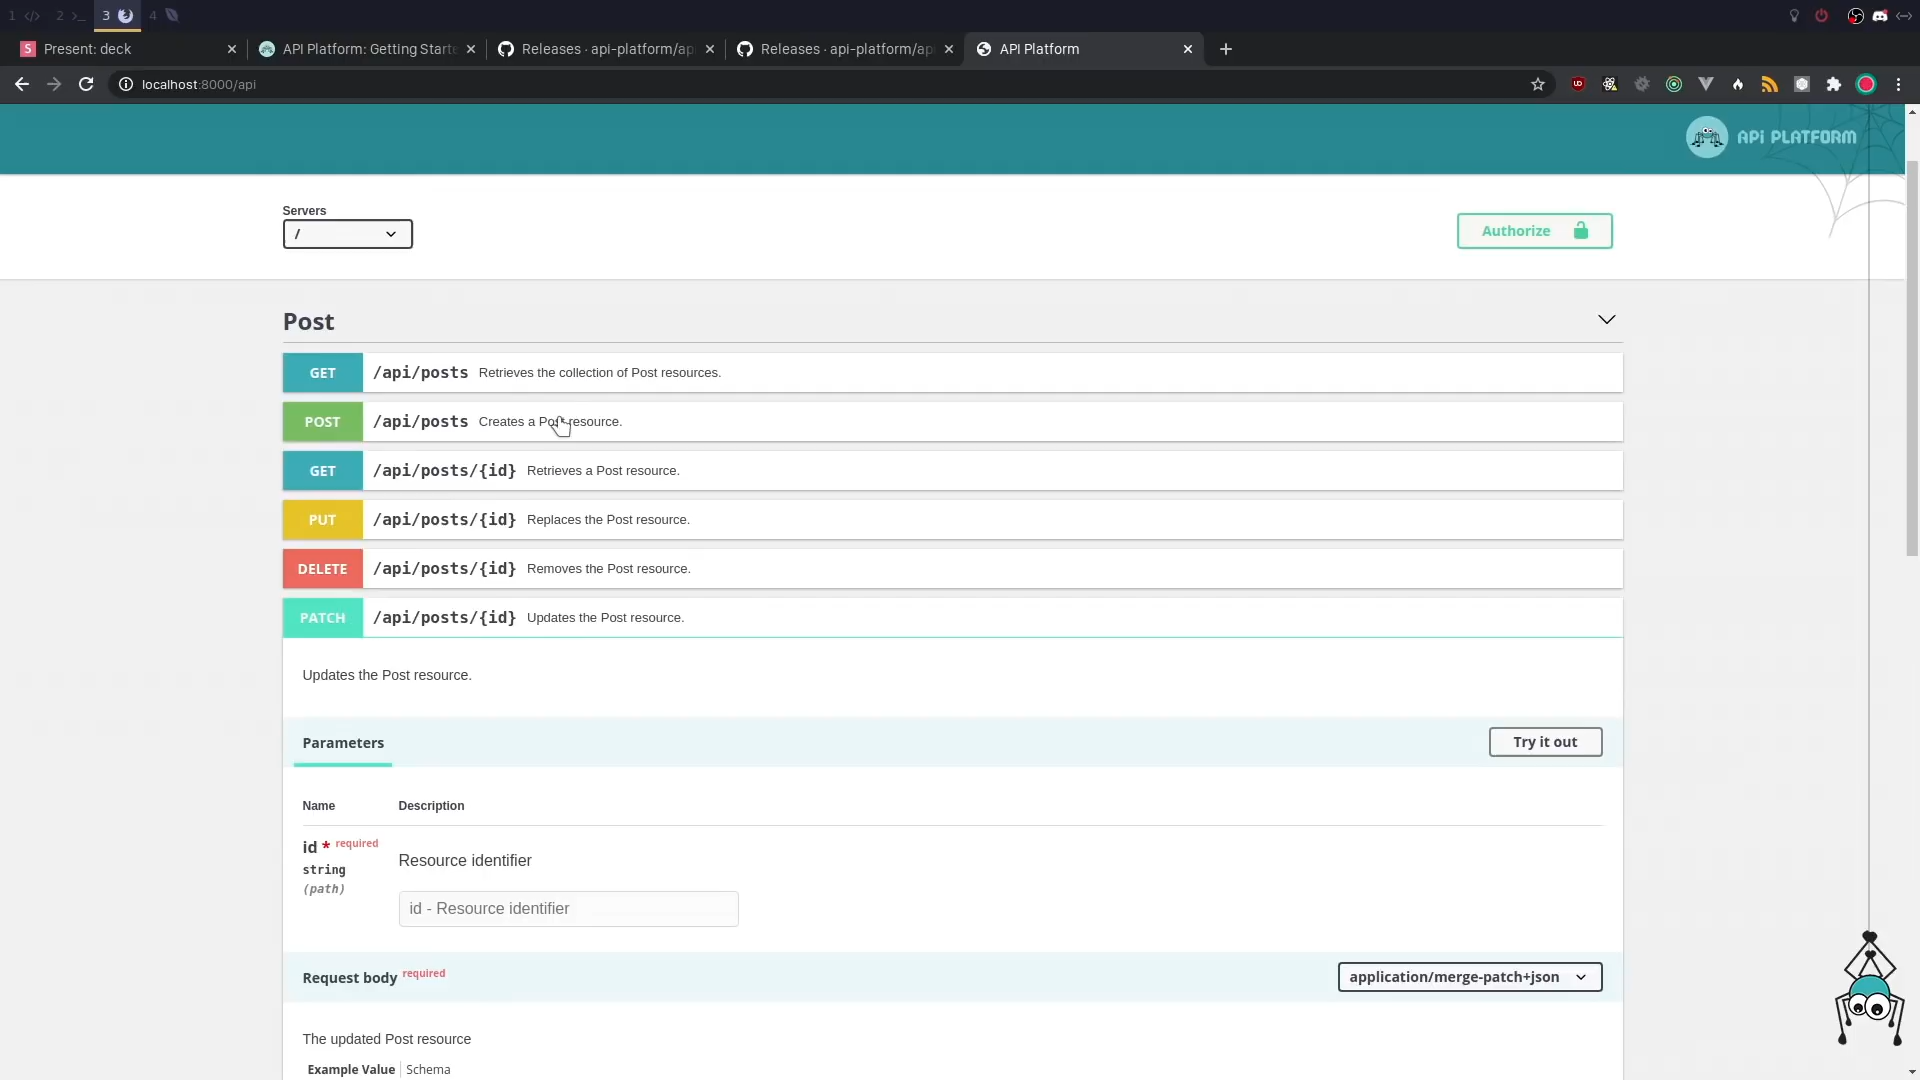 1 </> 2 >_ 3 4
Present: deck
API Platform: Getting Starte
Releases · api-platform/ap
Releases · api-platform/ap
API Platform
localhost:8000/api
API PLATFORM
Servers
/
Authorize
Post
GET /api/posts Retrieves the collection of Post resources.
POST /api/posts Creates a Post resource.
GET /api/posts/{id} Retrieves a Post resource.
PUT /api/posts/{id} Replaces the Post resource.
DELETE /api/posts/{id} Removes the Post resource.
PATCH /api/posts/{id} Updates the Post resource.
Updates the Post resource.
Parameters
Try it out
Name Description
id * required
string
(path)
Resource identifier
id - Resource identifier
Request body required
application/merge-patch+json
The updated Post resource
Example Value Schema